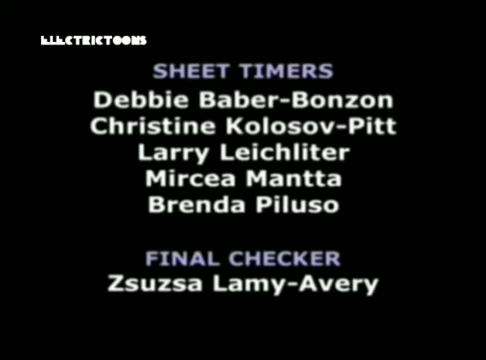 ELECTRICTOONS
SHEET TIMERS
Debbie Baber-Bonzon
Christine Kolosov-Pitt
Larry Leichliter
Mircea Mantta
Brenda Piluso
FINAL CHECKER
Zsuzsa Lamy-Avery